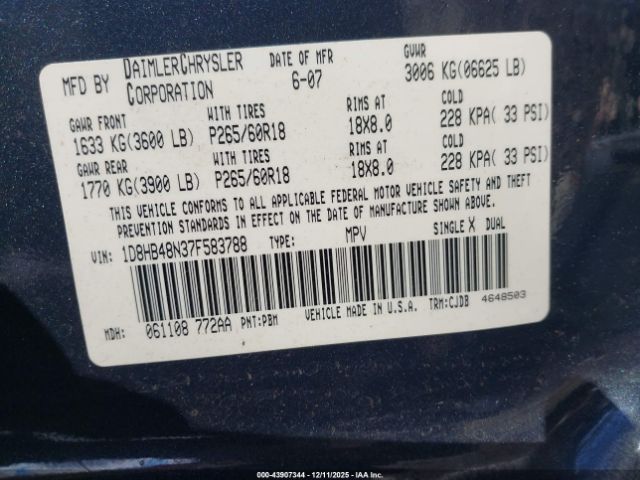 MFD BY DAIMLERCHRYSLER CORPORATION DATE OF MFR 6-07 GVWR 3006 KG(06625 LB)
GAWR FRONT WITH TIRES RIMS AT COLD
1633 KG(3600 LB) P265/60R18 18X8.0 228 KPA( 33 PSI)
GAWR REAR WITH TIRES RIMS AT COLD
1770 KG(3900 LB) P265/60R18 18X8.0 228 KPA( 33 PSI)
THIS VEHICLE CONFORMS TO ALL APPLICABLE FEDERAL MOTOR VEHICLE SAFETY AND THEFT
PREVENTION STANDARDS IN EFFECT ON THE DATE OF MANUFACTURE SHOWN ABOVE.
VIN: 1D8HB48N37F583788 TYPE: MPV SINGLE X DUAL
MDH: 061108 772AA PNT:PBM VEHICLE MADE IN U.S.A. TRM:CJDB 4648503
000-43907344 - 12/11/2025 - IAA Inc.